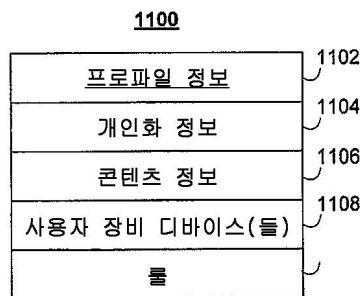 1100
프로파일 정보 1102
개인화 정보 1104
콘텐츠 정보 1106
사용자 장비 디바이스(들) 1108
룰